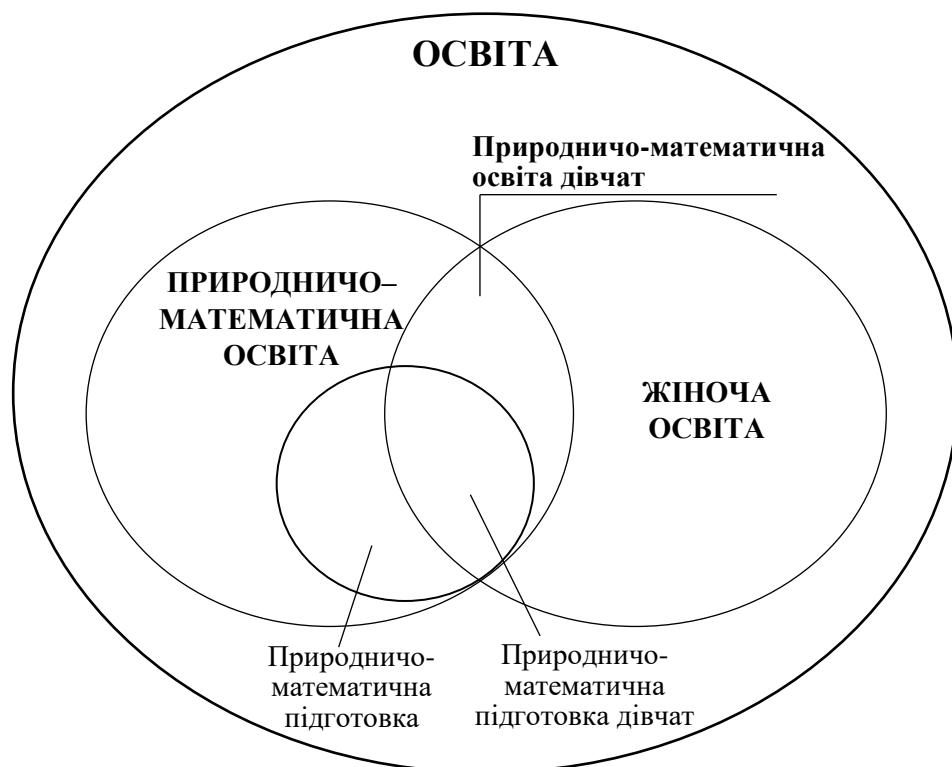 ОСВІТА
Природничо-математична
освіта дівчат
ПРИРОДНИЧО–
МАТЕМАТИЧНА
ОСВІТА
ЖІНОЧА
ОСВІТА
Природничо-
математична
підготовка
Природничо-
математична
підготовка дівчат